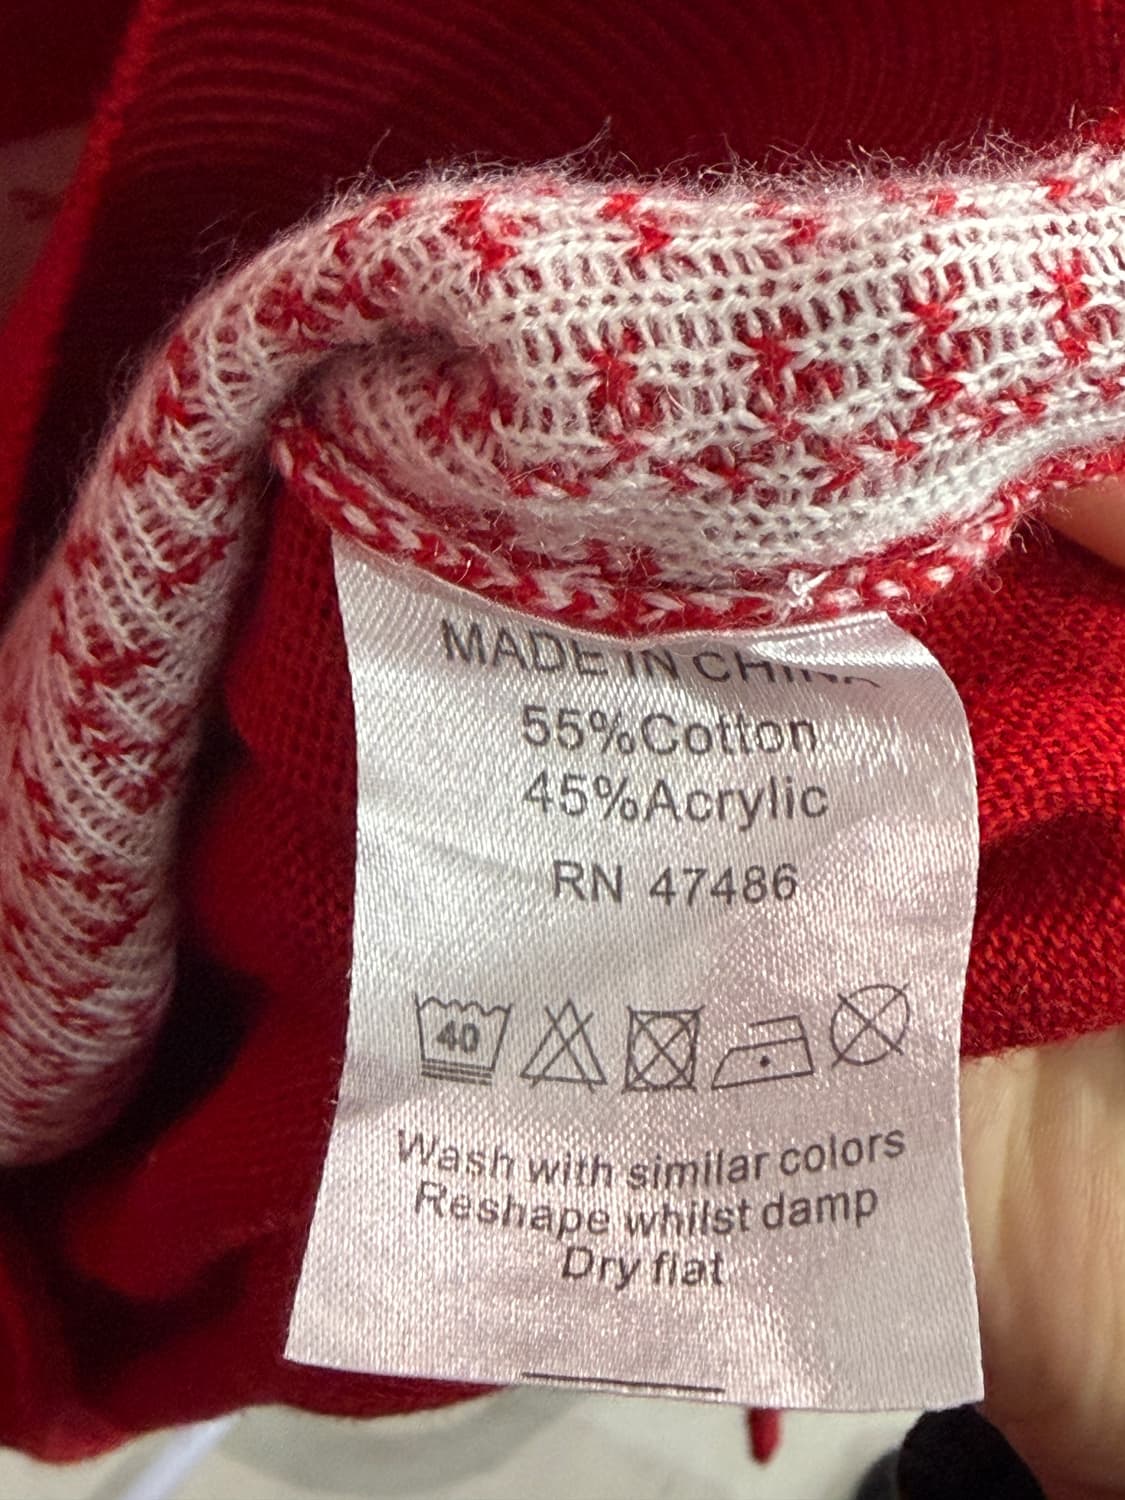 MADE IN CHINA
55%Cotton
45%Acrylic
RN 47486
40
Wash with similar colors
Reshape whilst damp
Dry flat